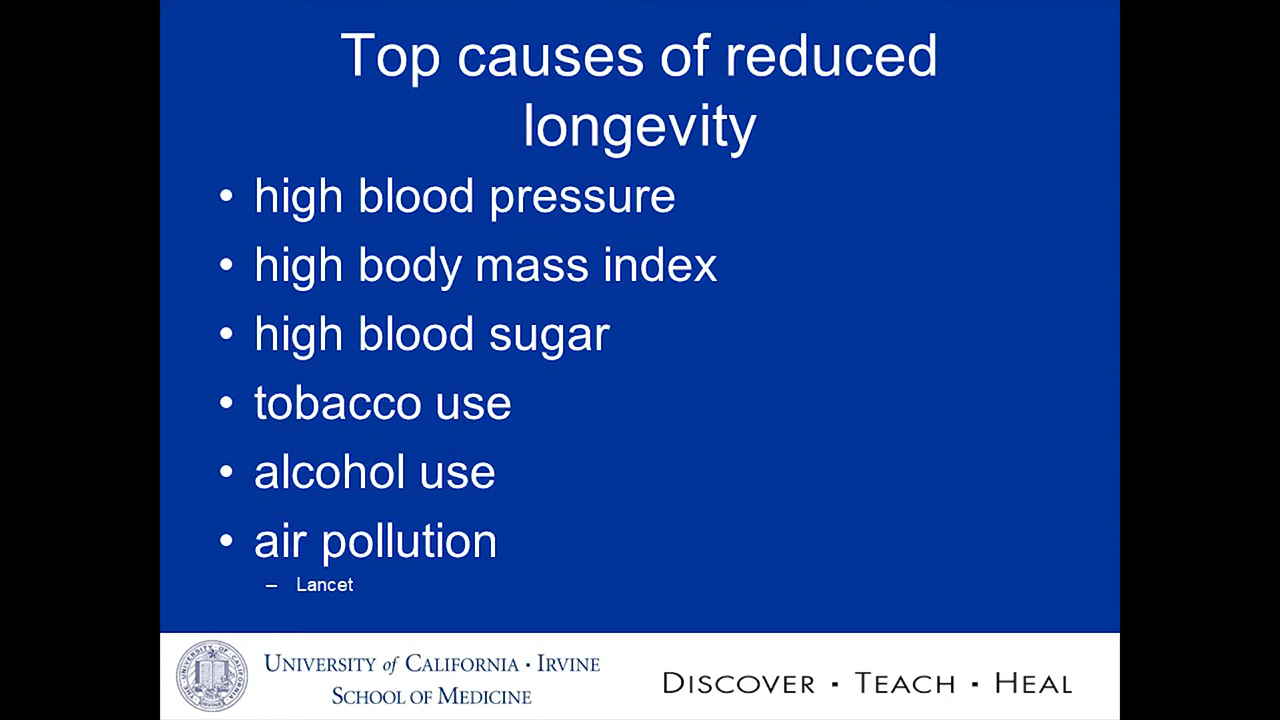 Top causes of reduced
longevity
• high blood pressure
• high body mass index
• high blood sugar
• tobacco use
• alcohol use
• air pollution
– Lancet
UNIVERSITY of CALIFORNIA · IRVINE
SCHOOL OF MEDICINE
DISCOVER · TEACH · HEAL